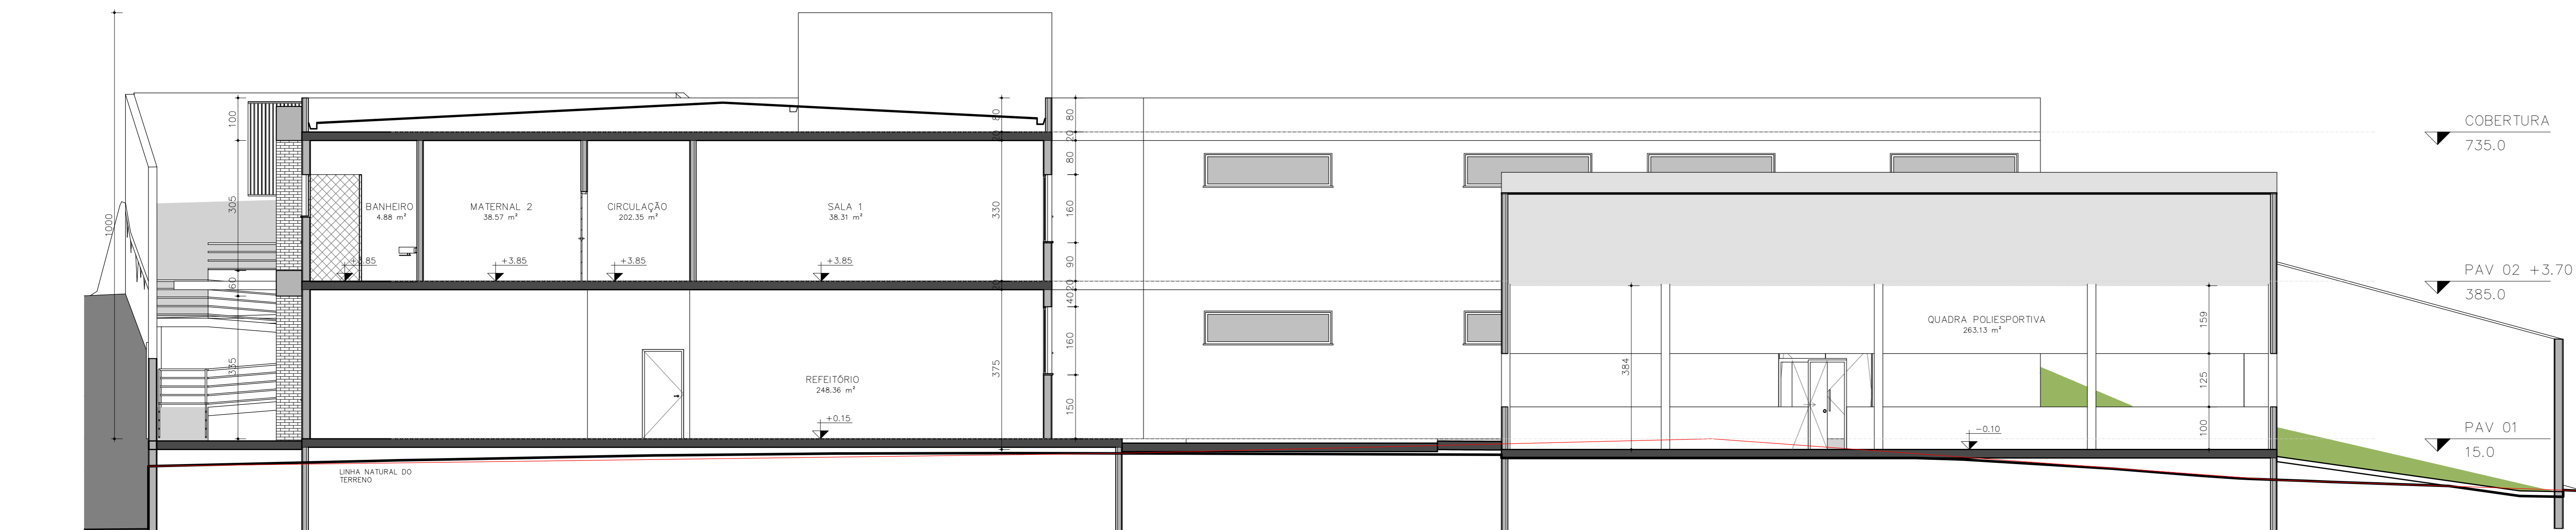 COBERTURA
735.0
100
80
20
80
20
80
1000
305
BANHEIRO
4.88 m²
MATERNAL 2
38.57 m²
CIRCULAÇÃO
202.35 m²
SALA 1
38.31 m²
330
160
+3.85
+3.85
+3.85
+3.85
90
PAV 02 +3.70
385.0
60
20
20
40
335
375
160
150
REFEITÓRIO
248.36 m²
+0.15
384
QUADRA POLIESPORTIVA
263.13 m²
159
125
100
-0.10
PAV 01
15.0
LINHA NATURAL DO
TERRENO